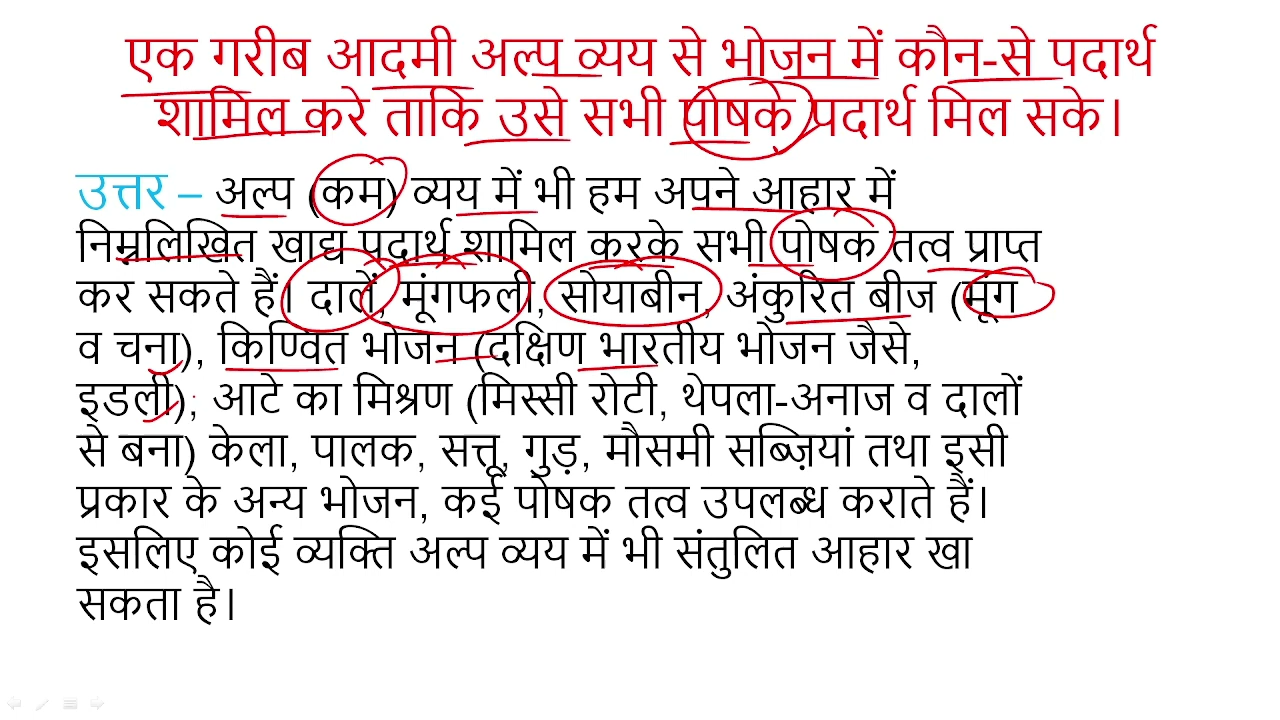 एक गरीब आदमी अल्प व्यय से भोजन में कौन-से पदार्थ
शामिल करे ताकि उसे सभी पोषके पदार्थ मिल सके।
उत्तर – अल्प (कम) व्यय में भी हम अपने आहार में
निम्नलिखित खाद्य पदार्थ शामिल करके सभी पोषक तत्व प्राप्त
कर सकते हैं। दालें, मूंगफली, सोयाबीन, अंकुरित बीज (मूंग
व चना), किण्वित भोजन (दक्षिण भारतीय भोजन जैसे,
इडली); आटे का मिश्रण (मिस्सी रोटी, थेपला-अनाज व दालों
से बना) केला, पालक, सत्तू, गुड़, मौसमी सब्ज़ियां तथा इसी
प्रकार के अन्य भोजन, कई पोषक तत्व उपलब्ध कराते हैं।
इसलिए कोई व्यक्ति अल्प व्यय में भी संतुलित आहार खा
सकता है।